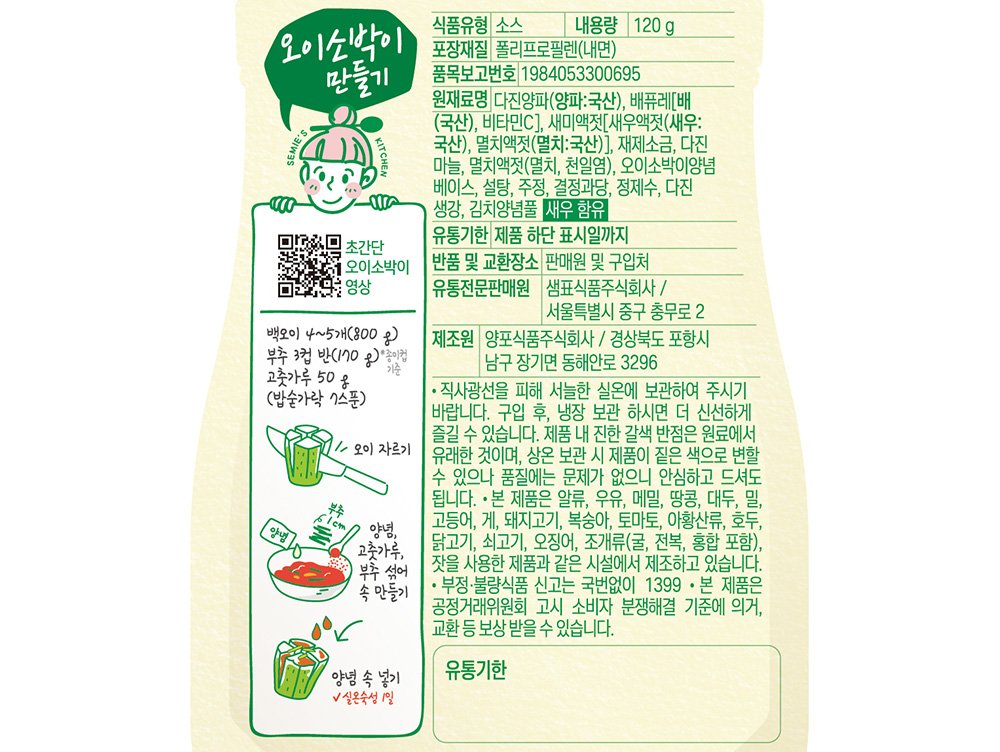 오이소박이
만들기
SEMIE'S KITCHEN
초간단
오이소박이
영상
백오이 4~5개(800 g)
부추 3컵 반(170 g) *종이컵 기준
고춧가루 50 g
(밥숟가락 7스푼)
오이 자르기
양념
부추
1cm
양념,
고춧가루,
부추 섞어
속 만들기
양념 속 넣기
✓실온숙성 1일
식품유형 소스 내용량 120 g
포장재질 폴리프로필렌(내면)
품목보고번호 1984053300695
원재료명 다진양파(양파:국산), 배퓨레[배
(국산), 비타민C], 새미액젓[새우액젓(새우:
국산), 멸치액젓(멸치:국산)], 재제소금, 다진
마늘, 멸치액젓(멸치, 천일염), 오이소박이양념
베이스, 설탕, 주정, 결정과당, 정제수, 다진
생강, 김치양념풀 새우 함유
유통기한 제품 하단 표시일까지
반품 및 교환장소 판매원 및 구입처
유통전문판매원 샘표식품주식회사 /
서울특별시 중구 충무로 2
제조원 양포식품주식회사 / 경상북도 포항시
남구 장기면 동해안로 3296
• 직사광선을 피해 서늘한 실온에 보관하여 주시기
바랍니다. 구입 후, 냉장 보관 하시면 더 신선하게
즐길 수 있습니다. 제품 내 진한 갈색 반점은 원료에서
유래한 것이며, 상온 보관 시 제품이 짙은 색으로 변할
수 있으나 품질에는 문제가 없으니 안심하고 드셔도
됩니다. • 본 제품은 알류, 우유, 메밀, 땅콩, 대두, 밀,
고등어, 게, 돼지고기, 복숭아, 토마토, 아황산류, 호두,
닭고기, 쇠고기, 오징어, 조개류(굴, 전복, 홍합 포함),
잣을 사용한 제품과 같은 시설에서 제조하고 있습니다.
• 부정·불량식품 신고는 국번없이 1399 • 본 제품은
공정거래위원회 고시 소비자 분쟁해결 기준에 의거,
교환 등 보상 받을 수 있습니다.
유통기한